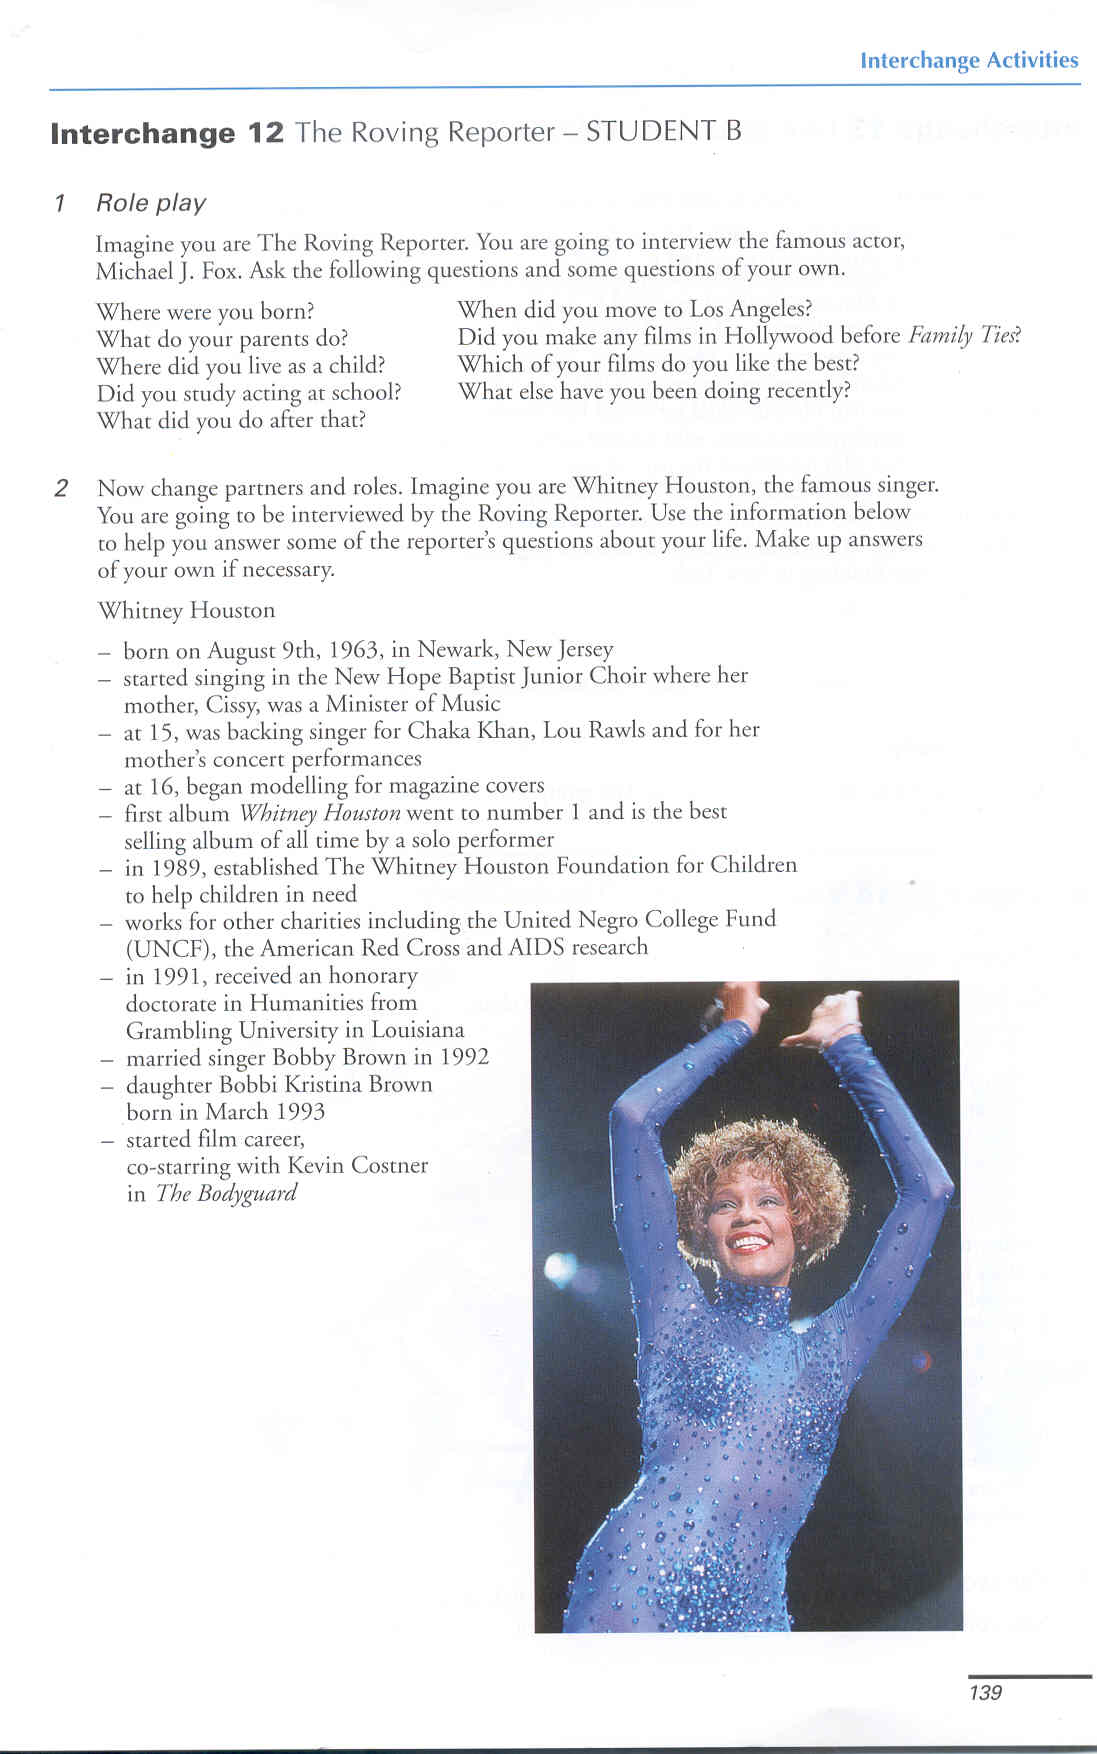 Interchange Activities
Interchange 12 The Roving Reporter – STUDENT B
1 Role play
Imagine you are The Roving Reporter. You are going to interview the famous actor,
Michael J. Fox. Ask the following questions and some questions of your own.
Where were you born?
What do your parents do?
Where did you live as a child?
Did you study acting at school?
What did you do after that?
When did you move to Los Angeles?
Did you make any films in Hollywood before Family Ties?
Which of your films do you like the best?
What else have you been doing recently?
2 Now change partners and roles. Imagine you are Whitney Houston, the famous singer.
You are going to be interviewed by the Roving Reporter. Use the information below
to help you answer some of the reporter's questions about your life. Make up answers
of your own if necessary.
Whitney Houston
– born on August 9th, 1963, in Newark, New Jersey
– started singing in the New Hope Baptist Junior Choir where her
mother, Cissy, was a Minister of Music
– at 15, was backing singer for Chaka Khan, Lou Rawls and for her
mother's concert performances
– at 16, began modelling for magazine covers
– first album Whitney Houston went to number 1 and is the best
selling album of all time by a solo performer
– in 1989, established The Whitney Houston Foundation for Children
to help children in need
– works for other charities including the United Negro College Fund
(UNCF), the American Red Cross and AIDS research
– in 1991, received an honorary
doctorate in Humanities from
Grambling University in Louisiana
– married singer Bobby Brown in 1992
– daughter Bobbi Kristina Brown
born in March 1993
– started film career,
co-starring with Kevin Costner
in The Bodyguard
139